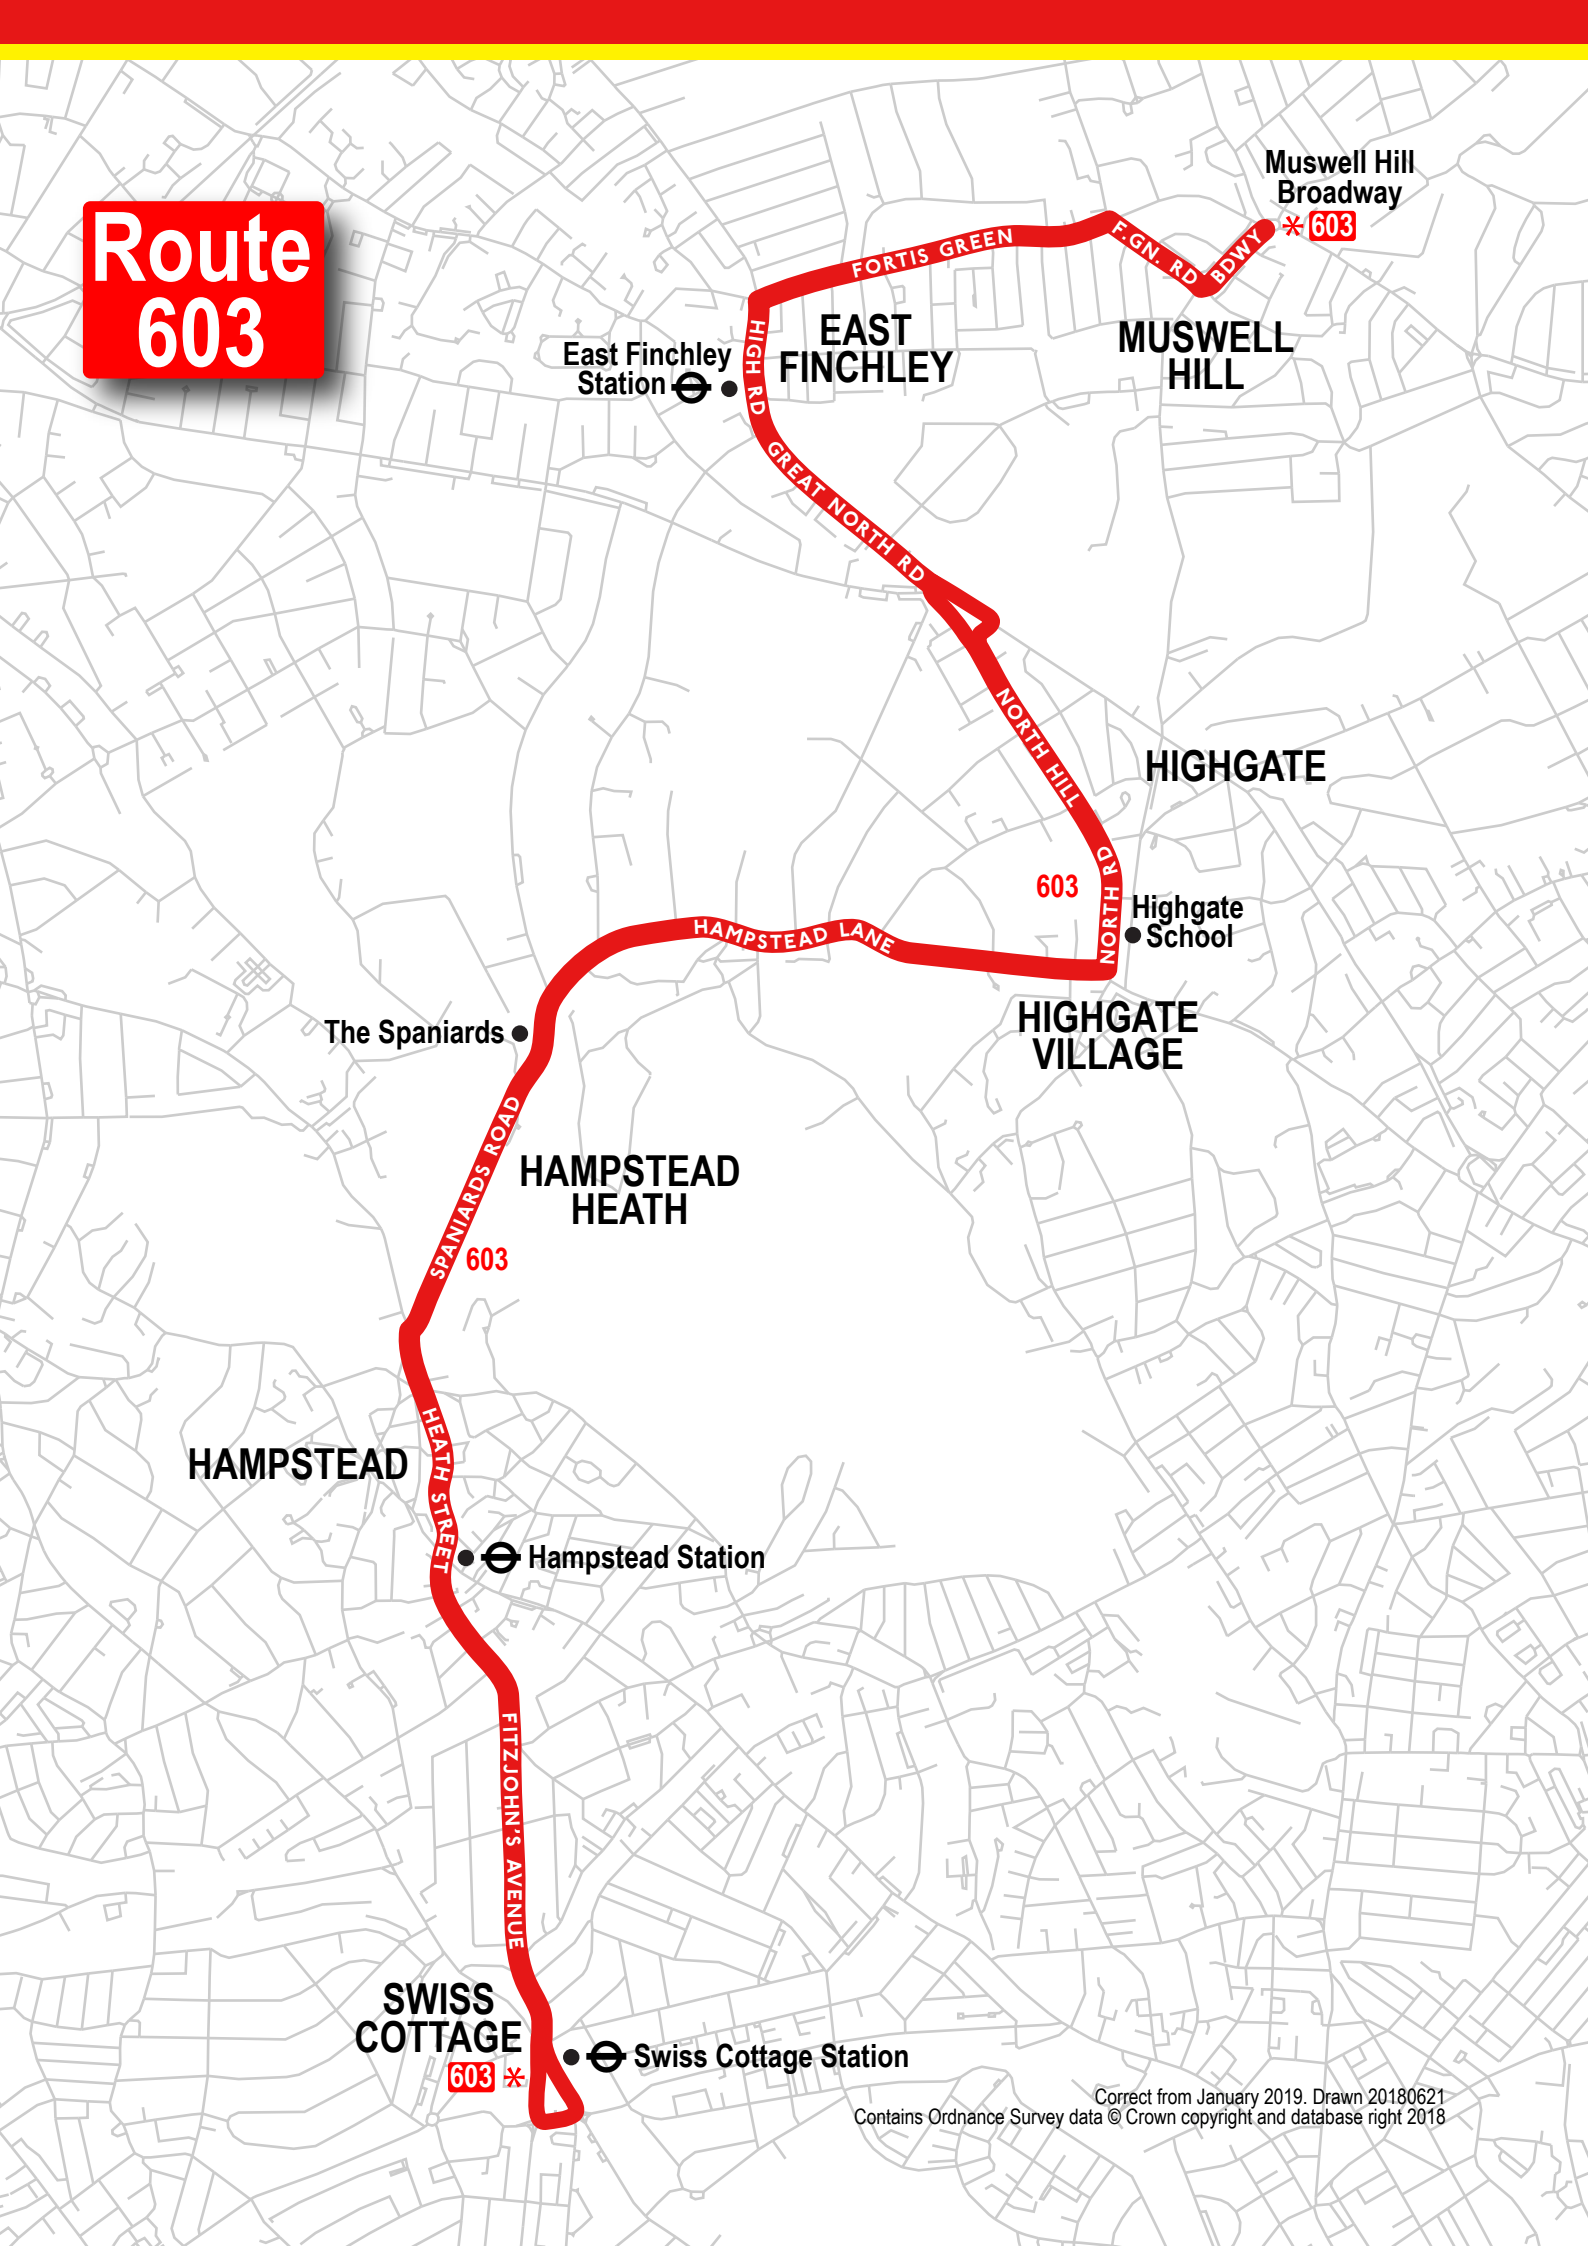 Route
603
Muswell Hill
Broadway
603
FORTIS GREEN
F.GN. RD
BDWY
HIGH RD
EAST
FINCHLEY
MUSWELL
HILL
East Finchley
Station
GREAT NORTH RD
NORTH HILL
HIGHGATE
NORTH RD
603
Highgate
School
HAMPSTEAD LANE
HIGHGATE
VILLAGE
The Spaniards
SPANIARDS ROAD
HAMPSTEAD
HEATH
603
HEATH STREET
HAMPSTEAD
Hampstead Station
FITZJOHN'S AVENUE
SWISS
COTTAGE
603
Swiss Cottage Station
Correct from January 2019. Drawn 20180621
Contains Ordnance Survey data © Crown copyright and database right 2018